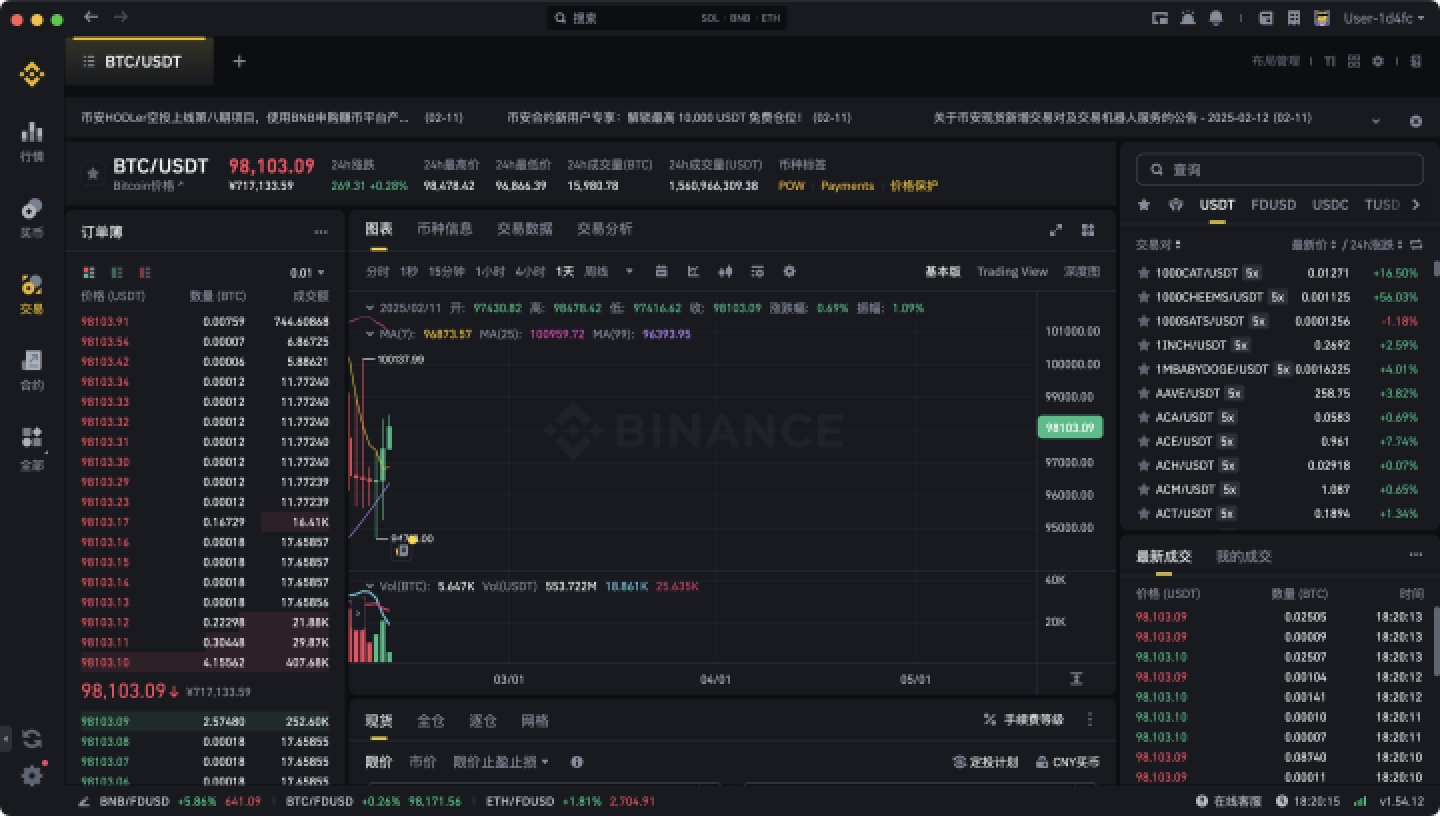 搜索 SOL · BNB · ETH User-1d4fc
BTC/USDT +
布局管理
币安HODLer空投上线第八期项目，使用BNB申购赚币平台产... (02-11)
币安合约新用户专享：解锁最高 10,000 USDT 免费仓位! (02-11)
关于币安现货新增交易对及交易机器人服务的公告 - 2025-02-12 (02-11)
行情
买币
交易
合约
全部
BTC/USDT
Bitcoin价格
98,103.09
¥717,133.59
24h涨跌
269.31 +0.28%
24h最高价
98,478.42
24h最低价
96,866.39
24h成交量(BTC)
15,980.78
24h成交量(USDT)
1,560,966,309.38
币种标签
POW Payments 价格保护
订单簿
0.01
价格 (USDT) 数量 (BTC) 成交额
98103.91 0.00759 744.60868
98103.54 0.00007 6.86725
98103.42 0.00006 5.88621
98103.34 0.00012 11.77240
98103.33 0.00012 11.77240
98103.32 0.00012 11.77240
98103.31 0.00012 11.77240
98103.30 0.00012 11.77240
98103.29 0.00012 11.77239
98103.23 0.00012 11.77239
98103.17 0.16729 16.41K
98103.16 0.00018 17.65857
98103.15 0.00018 17.65857
98103.14 0.00018 17.65857
98103.13 0.00018 17.65856
98103.12 0.22298 21.88K
98103.11 0.30448 29.87K
98103.10 4.15562 407.68K
98,103.09↓ ¥717,133.59
98103.09 2.57480 252.60K
98103.08 0.00018 17.65855
98103.07 0.00018 17.65855
98103.06 0.00018 17.65855
图表 币种信息 交易数据 交易分析
分时 1秒 15分钟 1小时 4小时 1天 周线
基本版 Trading View 深度图
2025/02/11 开: 97430.82 高: 98478.42 低: 97416.62 收: 98103.09 涨跌幅: 0.69% 振幅: 1.09%
MA(7): 96873.57 MA(25): 100959.72 MA(99): 96393.95
100137.99
BINANCE
101000.00
100000.00
99000.00
98103.09
97000.00
96000.00
95000.00
Vol(BTC): 5.647K Vol(USDT) 553.722M 18.861K 25.635K
40K
20K
03/01 04/01 05/01
现货 全仓 逐仓 网格
手续费等级
限价 市价 限价止盈止损
定投计划 CNY买币
查询
USDT FDUSD USDC TUSD
交易对 最新价 / 24h涨跌
1000CAT/USDT 5x 0.01271 +16.50%
1000CHEEMS/USDT 5x 0.001125 +56.03%
1000SATS/USDT 5x 0.0001256 -1.18%
1INCH/USDT 5x 0.2692 +2.59%
1MBABYDOGE/USDT 5x 0.0016225 +4.01%
AAVE/USDT 5x 258.75 +3.82%
ACA/USDT 5x 0.0583 +0.69%
ACE/USDT 5x 0.961 +7.74%
ACH/USDT 5x 0.02918 +0.07%
ACM/USDT 5x 1.087 +0.65%
ACT/USDT 5x 0.1894 +1.34%
最新成交 我的成交
价格 (USDT) 数量 (BTC) 时间
98,103.09 0.02505 18:20:13
98,103.09 0.00009 18:20:13
98,103.10 0.02507 18:20:13
98,103.09 0.00104 18:20:12
98,103.10 0.00141 18:20:12
98,103.10 0.00010 18:20:11
98,103.10 0.00007 18:20:11
98,103.09 0.08740 18:20:10
98,103.09 0.00011 18:20:10
BNB/FDUSD +5.86% 641.09 BTC/FDUSD +0.26% 98,171.56 ETH/FDUSD +1.81% 2,704.91
在线客服 18:20:15 v1.54.12